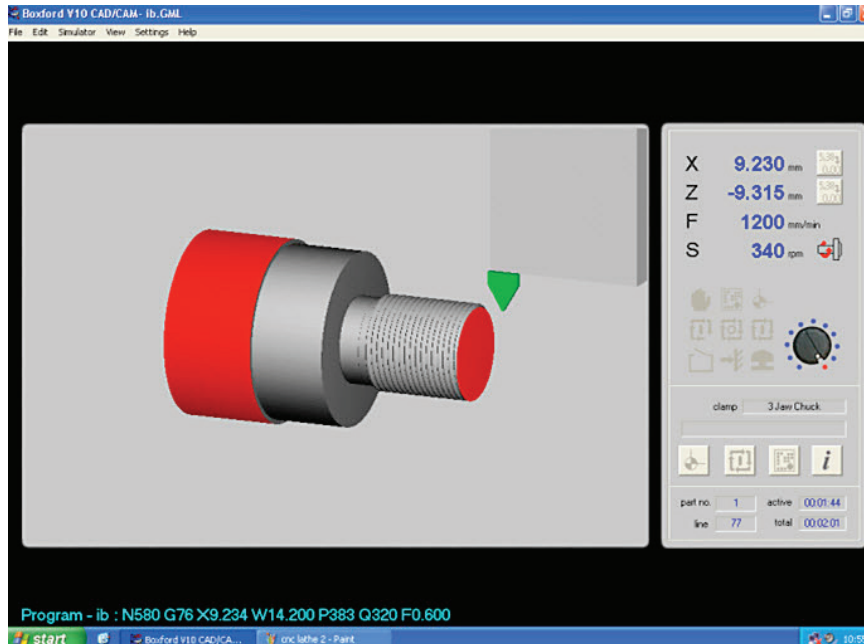 Boxford V10 CAD/CAM- ib.GML
File Edit Simulator View Settings Help
X 9.230 mm
Z -9.315 mm
F 1200 mm/min
S 340 rpm
clamp 3 Jaw Chuck
i
part no. 1 active 00:01:44
line 77 total 00:02:01
Program - ib : N580 G76 X9.234 W14.200 P383 Q320 F0.600
start Boxford V10 CAD/CA... cnc lathe 2 - Paint